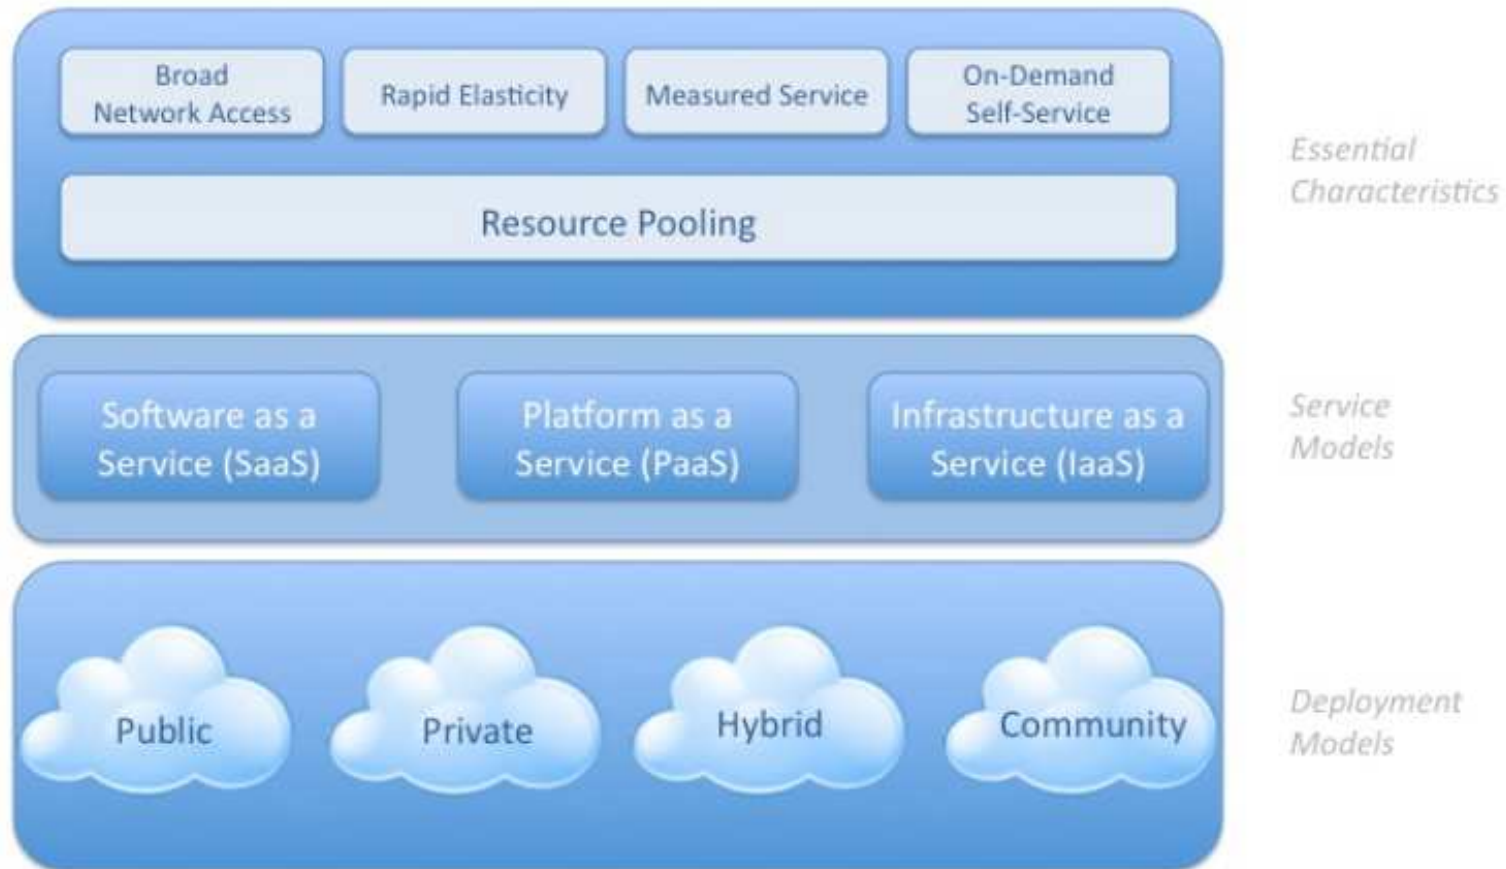 Broad
Network Access
Rapid Elasticity
Measured Service
On-Demand
Self-Service
Resource Pooling
Essential
Characteristics
Software as a
Service (SaaS)
Platform as a
Service (PaaS)
Infrastructure as a
Service (IaaS)
Service
Models
Public
Private
Hybrid
Community
Deployment
Models